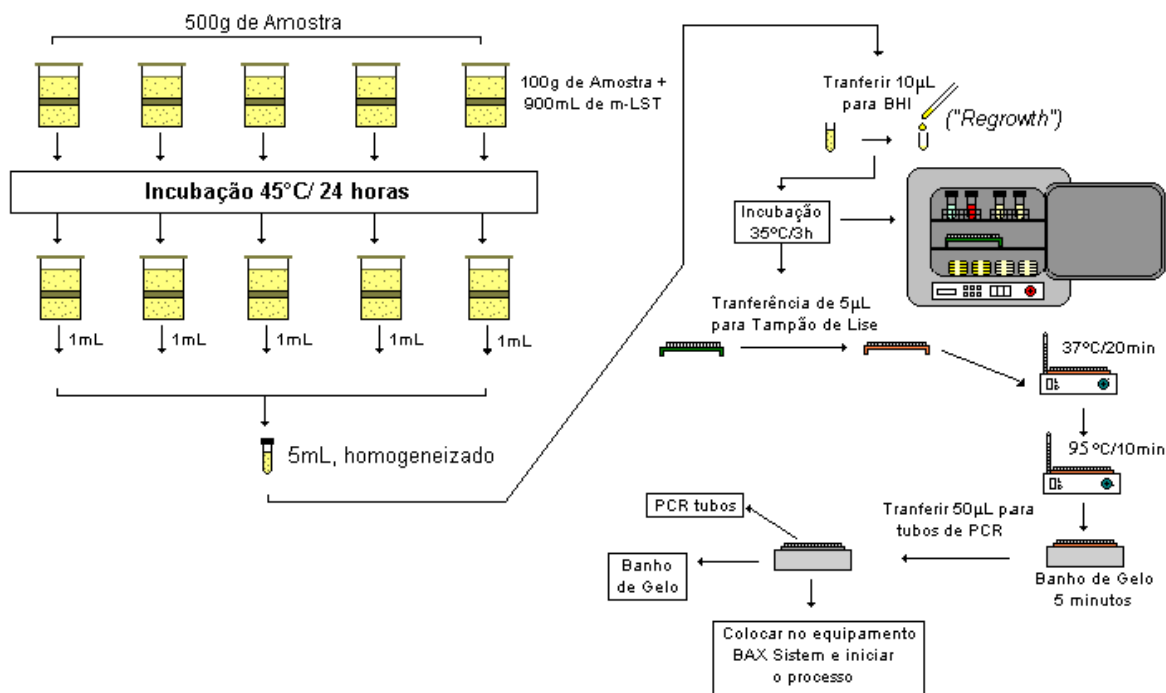 500g de Amostra
100g de Amostra +
900mL de m-LST
Incubação 45°C/ 24 horas
1mL
1mL
1mL
1mL
1mL
5mL, homogeneizado
Tranferir 10µL
para BHI
("Regrowth")
Incubação
35ºC/3h
Tranferência de 5µL
para Tampão de Lise
37ºC/20min
95ºC/10min
Banho de Gelo
5 minutos
Tranferir 50µL para
tubos de PCR
PCR tubos
Banho
de Gelo
Colocar no equipamento
BAX Sistem e iniciar
o processo